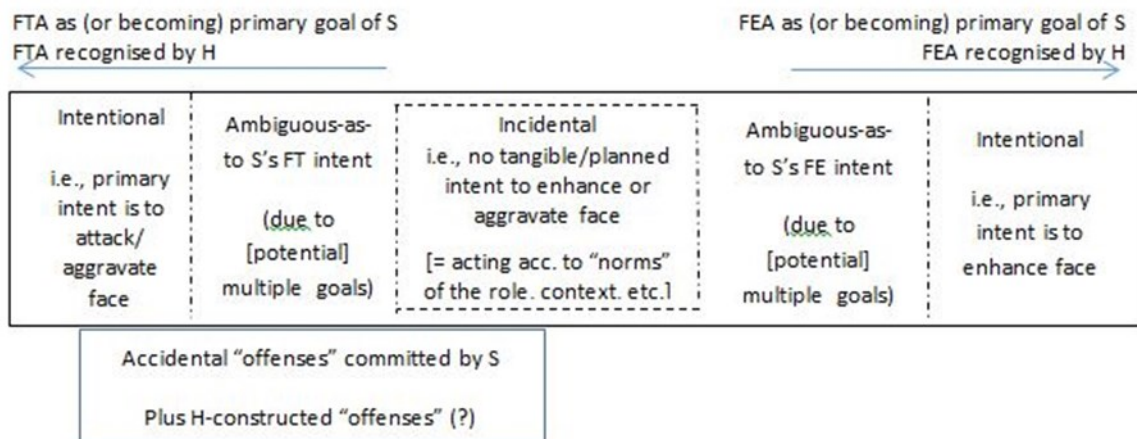 FTA as (or becoming) primary goal of S
FTA recognised by H
FEA as (or becoming) primary goal of S
FEA recognised by H
Intentional
i.e., primary
intent is to
attack/
aggravate
face
Ambiguous-as-
to S's FT intent
(due to
[potential]
multiple goals)
Incidental
i.e., no tangible/planned
intent to enhance or
aggravate face
[= acting acc. to “norms”
of the role. context. etc.]
Ambiguous-as-
to S's FE intent
(due to
[potential]
multiple goals)
Intentional
i.e., primary
intent is to
enhance face
Accidental “offenses” committed by S
Plus H-constructed “offenses” (?)